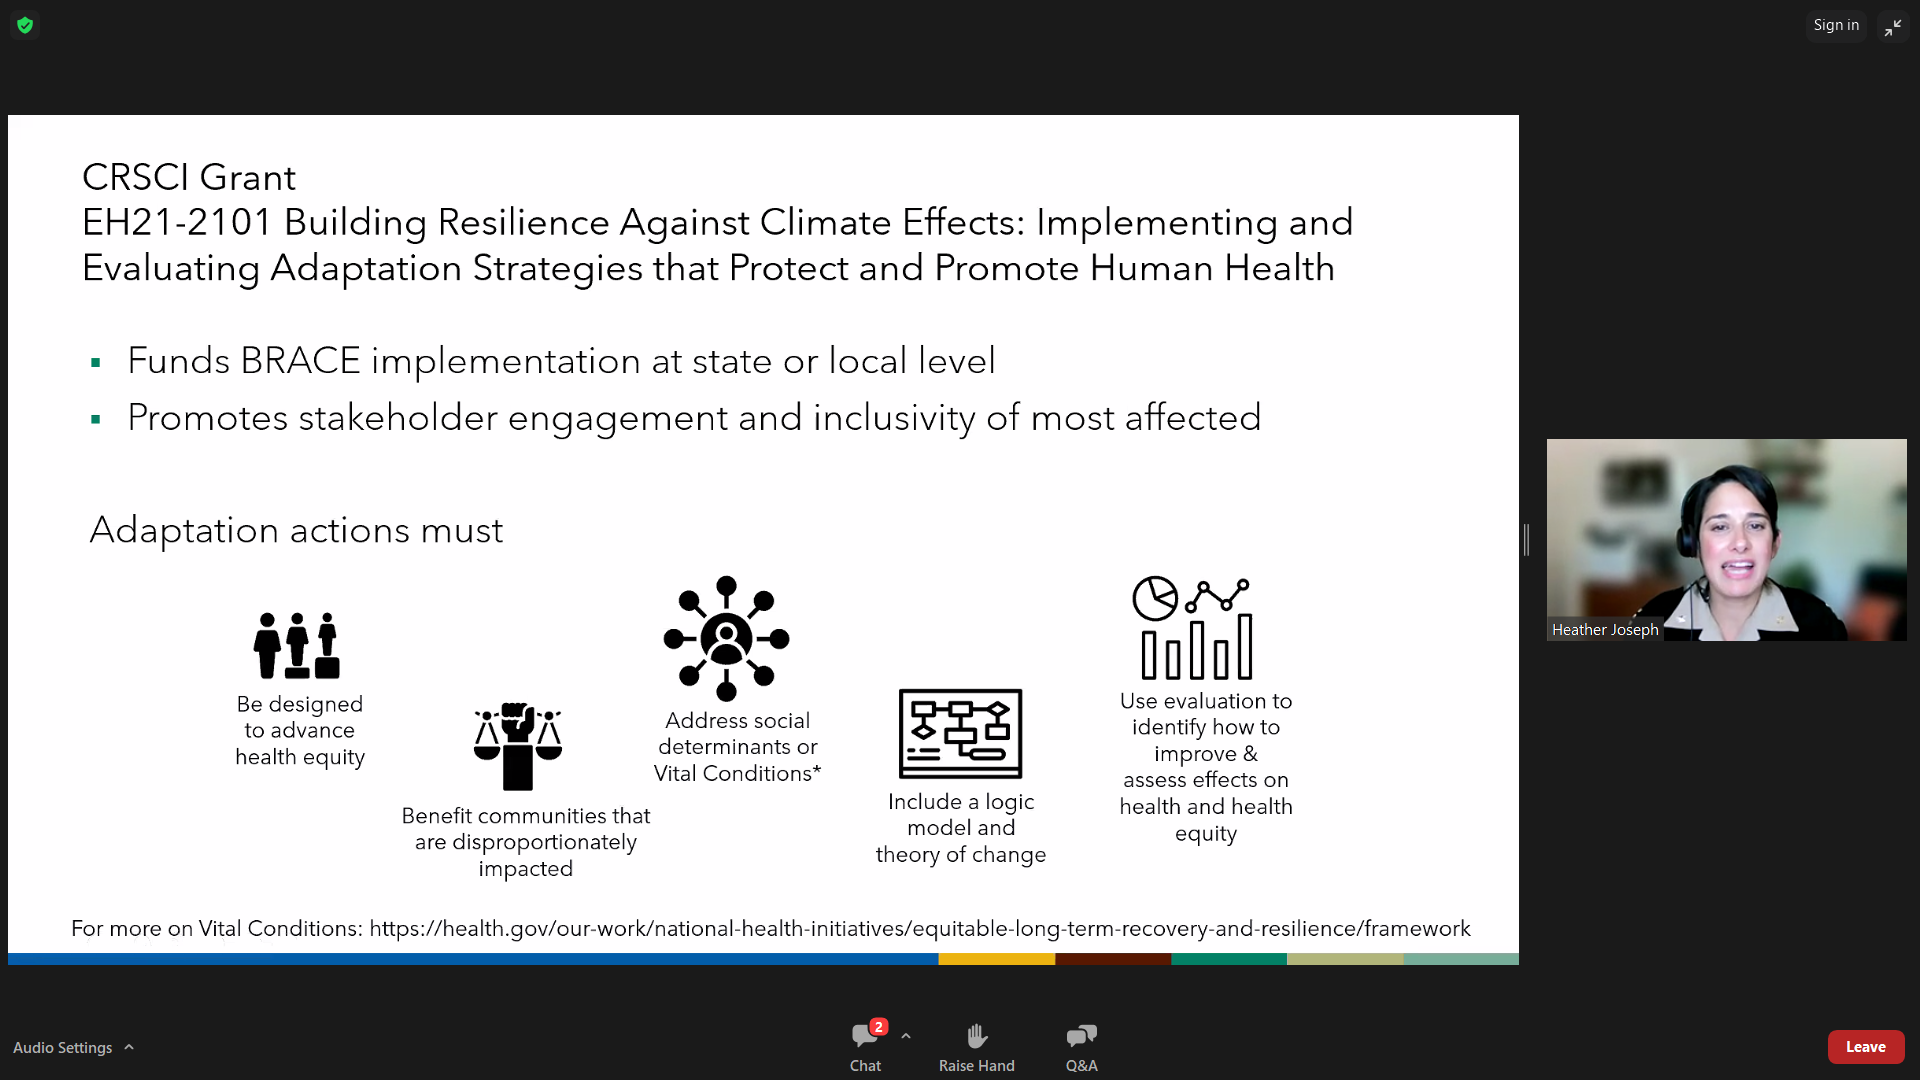 Sign in
CRSCI Grant
EH21-2101 Building Resilience Against Climate Effects: Implementing and
Evaluating Adaptation Strategies that Protect and Promote Human Health
Funds BRACE implementation at state or local level
Promotes stakeholder engagement and inclusivity of most affected
Adaptation actions must
Be designed
to advance
health equity
Benefit communities that
are disproportionately
impacted
Address social
determinants or
Vital Conditions*
Include a logic
model and
theory of change
Use evaluation to
identify how to
improve &
assess effects on
health and health
equity
For more on Vital Conditions: https://health.gov/our-work/national-health-initiatives/equitable-long-term-recovery-and-resilience/framework
Heather Joseph
Audio Settings
2
Chat
Raise Hand
Q&A
Leave